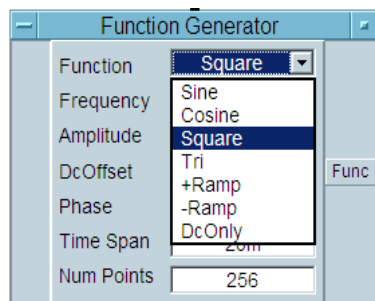 Function Generator
Function Square
Frequency Sine
Cosine
Amplitude Square
Tri
DcOffset +Ramp
Func
Phase -Ramp
DcOnly
Time Span 20m
Num Points 256